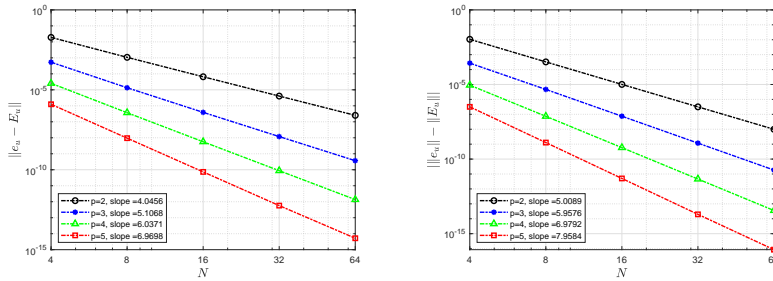 10^0
10^-5
10^-10
10^-15
||e_u − E_u||
p=2, slope =4.0456
p=3, slope =5.1068
p=4, slope =6.0371
p=5, slope =6.9698
4 8 16 32 64
N
10^0
10^-5
10^-10
10^-15
|||e_u|| − ||E_u|||
p=2, slope =5.0089
p=3, slope =5.9576
p=4, slope =6.9792
p=5, slope =7.9584
4 8 16 32
N